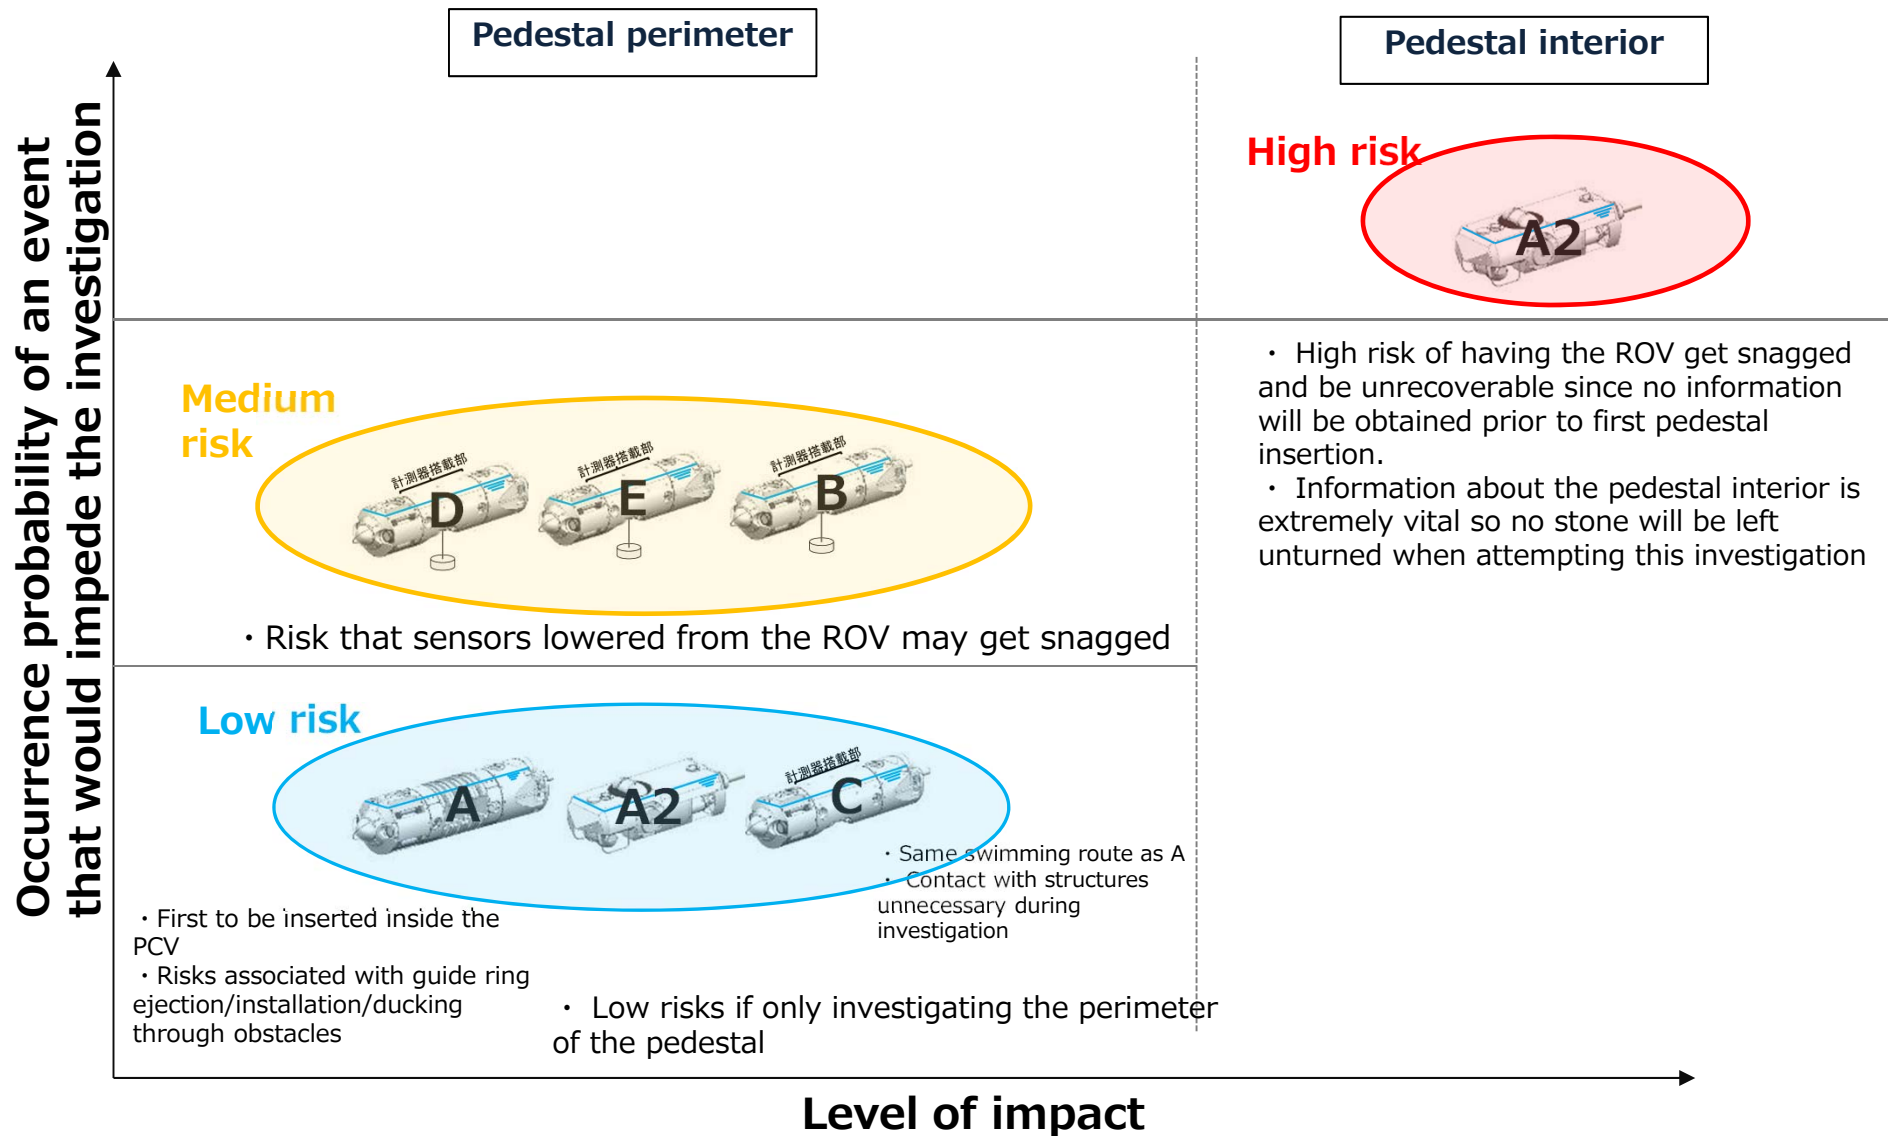 Pedestal perimeter
Pedestal interior
Occurrence probability of an event
that would impede the investigation
High risk
A2
・ High risk of having the ROV get snagged
and be unrecoverable since no information
will be obtained prior to first pedestal
insertion.
・ Information about the pedestal interior is
extremely vital so no stone will be left
unturned when attempting this investigation
Medium
risk
計測器搭載部
D
計測器搭載部
E
計測器搭載部
B
・Risk that sensors lowered from the ROV may get snagged
Low risk
A
A2
計測器搭載部
C
・Same swimming route as A
・ Contact with structures
unnecessary during
investigation
・First to be inserted inside the
PCV
・Risks associated with guide ring
ejection/installation/ducking
through obstacles
・ Low risks if only investigating the perimeter
of the pedestal
Level of impact